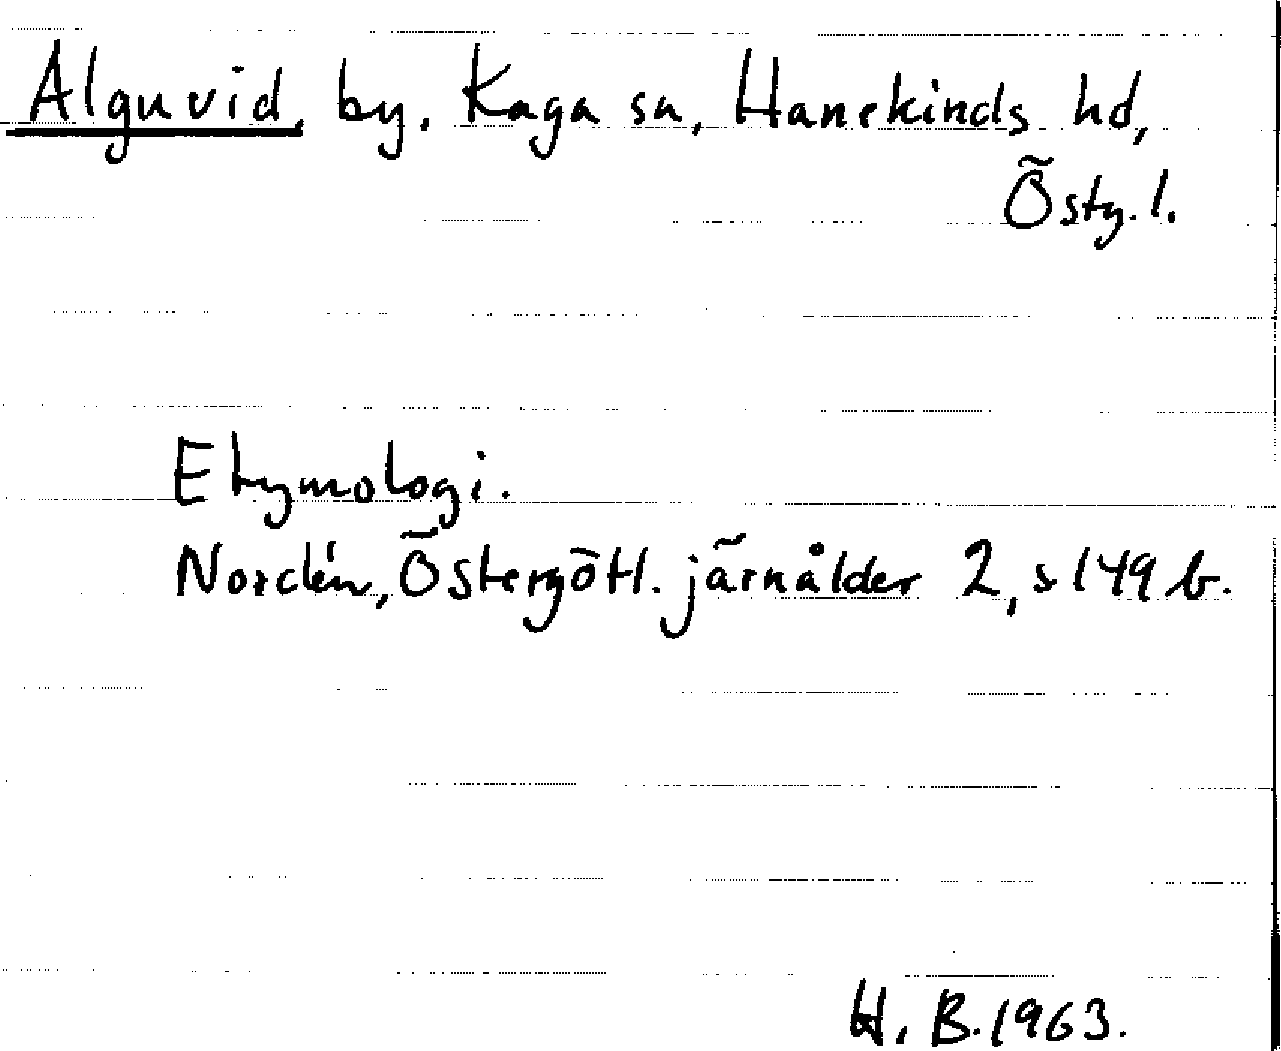 Alguvid, by, Kaga sn, Hanekinds hd,
Östg. l.
Etymologi.
Nordén, Östergötl. järnålder 2, s 149 b.
H. B. 1963.